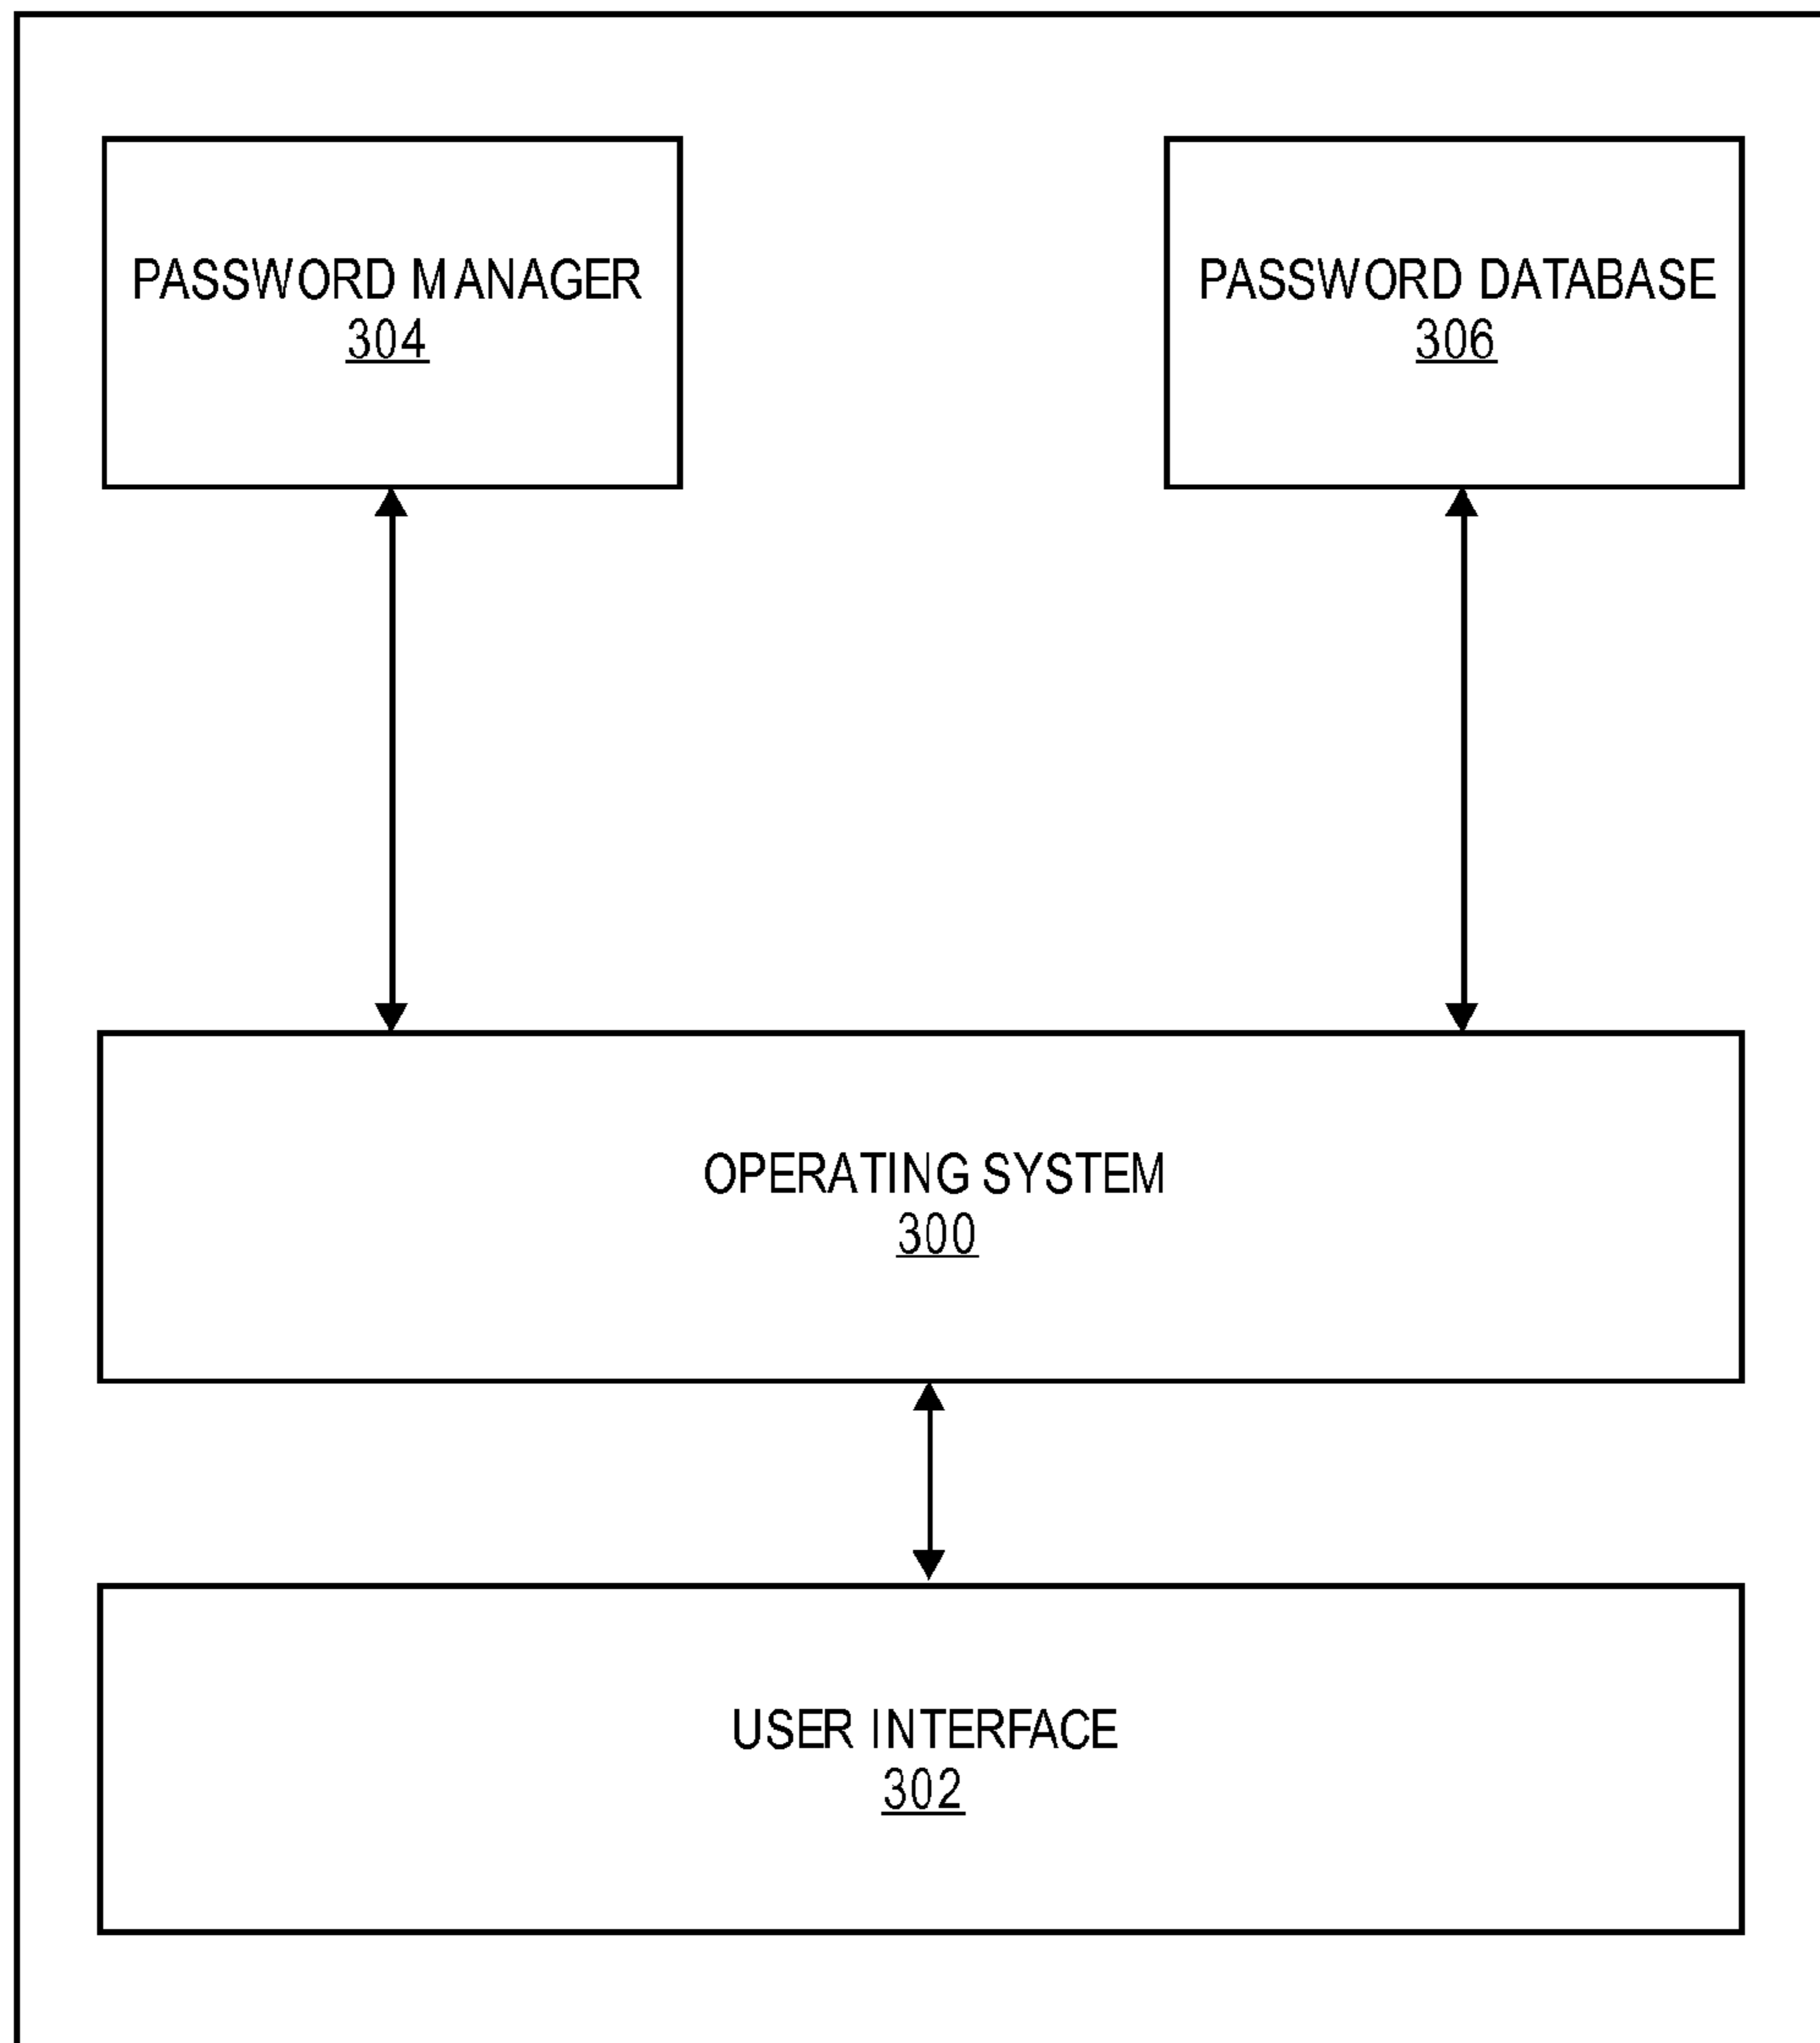 PASSWORD MANAGER
304
PASSWORD DATABASE
306
OPERATING SYSTEM
300
USER INTERFACE
302